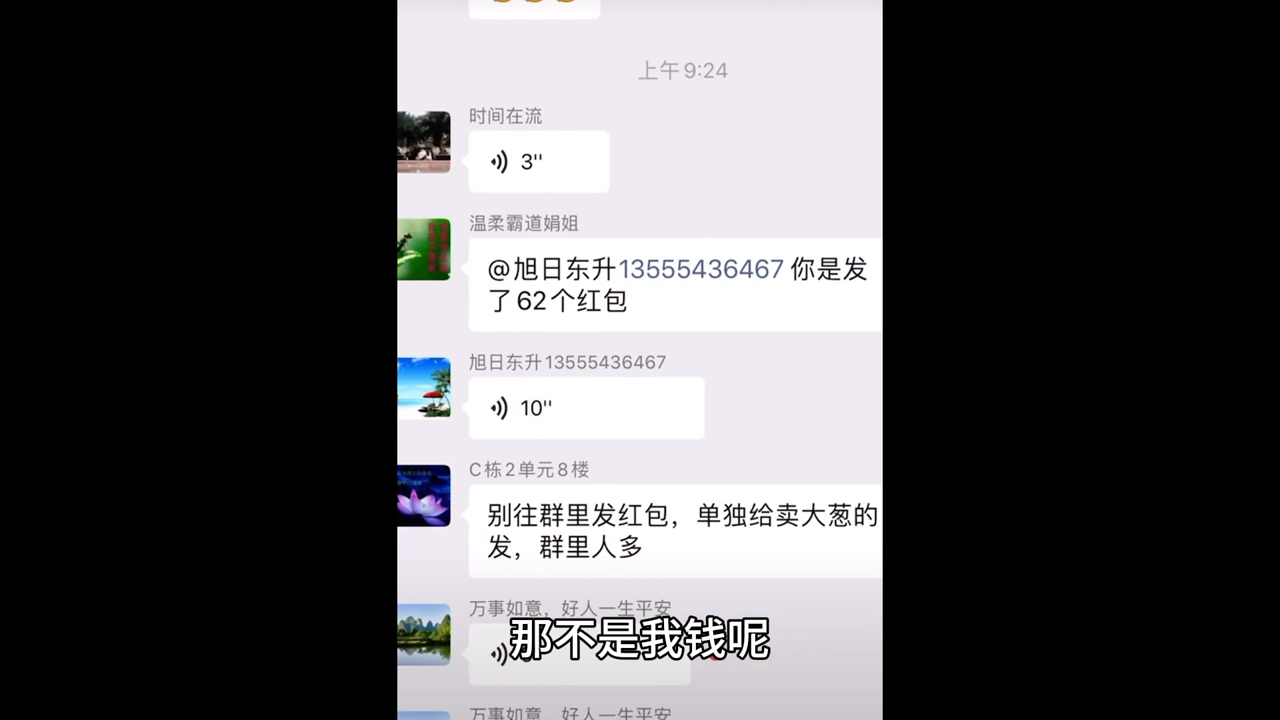 上午9:24
时间在流
3''
温柔霸道娟姐
@旭日东升13555436467 你是发
了62个红包
旭日东升13555436467
10''
C栋2单元8楼
别往群里发红包，单独给卖大葱的
发，群里人多
万事如意，好人一生平安
那不是我钱呢
万事如意，好人一生平安